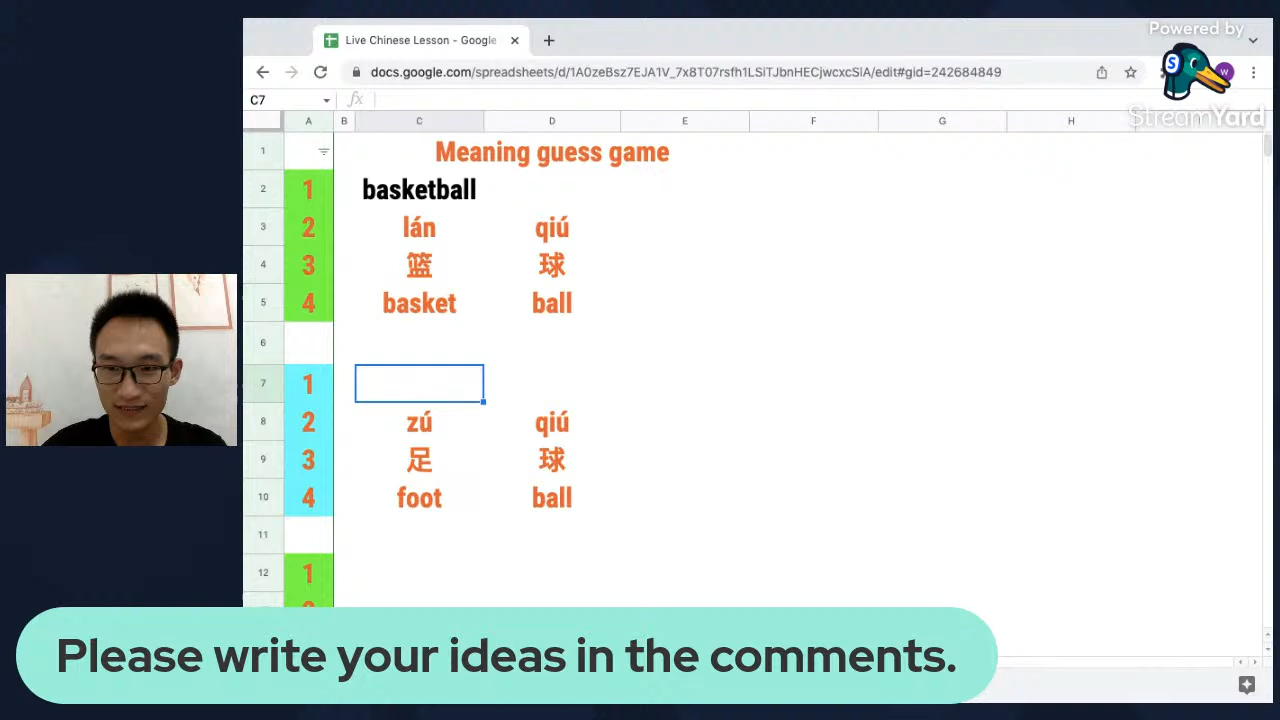 Powered by
StreamYard
Live Chinese Lesson - Google
docs.google.com/spreadsheets/d/1A0zeBsz7EJA1V_7x8T07rsfh1LSiTJbnHECjwcxcSlA/edit#gid=242684849
W
C7
fx
A B C D E F G H
1 Meaning guess game
2 1 basketball
3 2 lán qiú
4 3 篮 球
5 4 basket ball
6
7 1
8 2 zú qiú
9 3 足 球
10 4 foot ball
11
12 1
Please write your ideas in the comments.